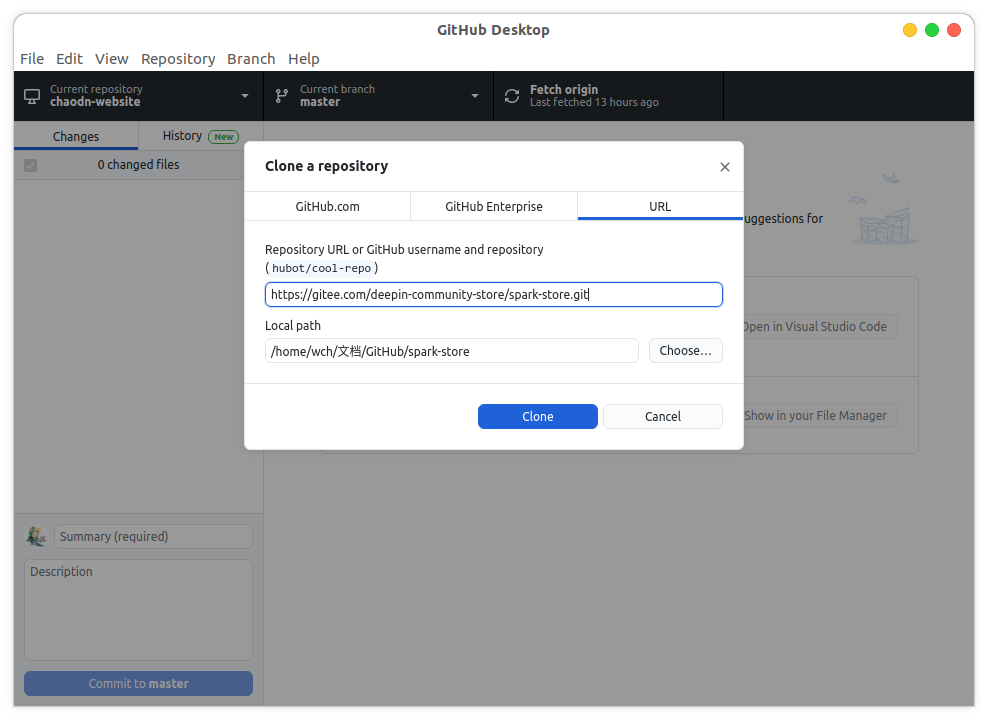 GitHub Desktop
File Edit View Repository Branch Help
Current repository
chaodn-website
Current branch
master
Fetch origin
Last fetched 13 hours ago
Changes
History New
0 changed files
Clone a repository
GitHub.com
GitHub Enterprise
URL
Repository URL or GitHub username and repository
(hubot/cool-repo)
https://gitee.com/deepin-community-store/spark-store.git
Local path
/home/wch/文档/GitHub/spark-store
Choose...
Clone
Cancel
uggestions for
Open in Visual Studio Code
Show in your File Manager
Summary (required)
Description
Commit to master